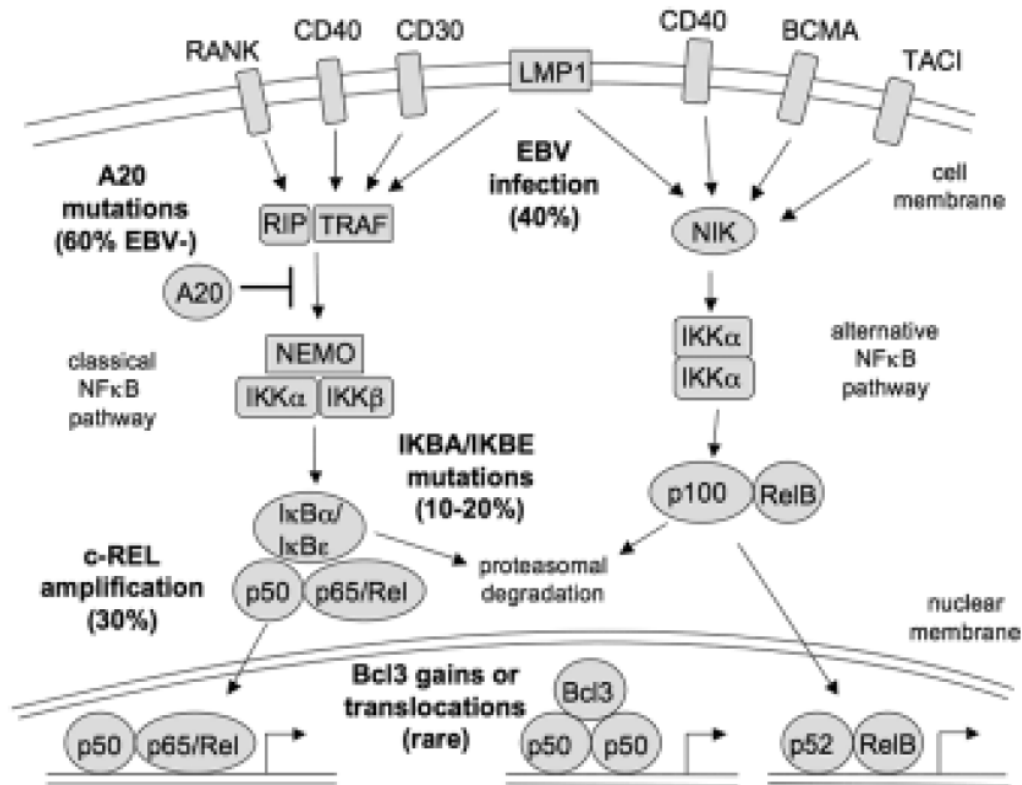 RANK
CD40
CD30
LMP1
CD40
BCMA
TACI
A20
mutations
(60% EBV-)
EBV
infection
(40%)
cell
membrane
RIP
TRAF
NIK
A20
classical
NFκB
pathway
NEMO
IKKα
IKKβ
IKKα
IKKα
alternative
NFκB
pathway
IKBA/IKBE
mutations
(10-20%)
p100
RelB
IκBα/
IκBε
c-REL
amplification
(30%)
p50
p65/Rel
proteasomal
degradation
nuclear
membrane
Bcl3 gains or
translocations
(rare)
Bcl3
p50
p65/Rel
p50
p50
p52
RelB